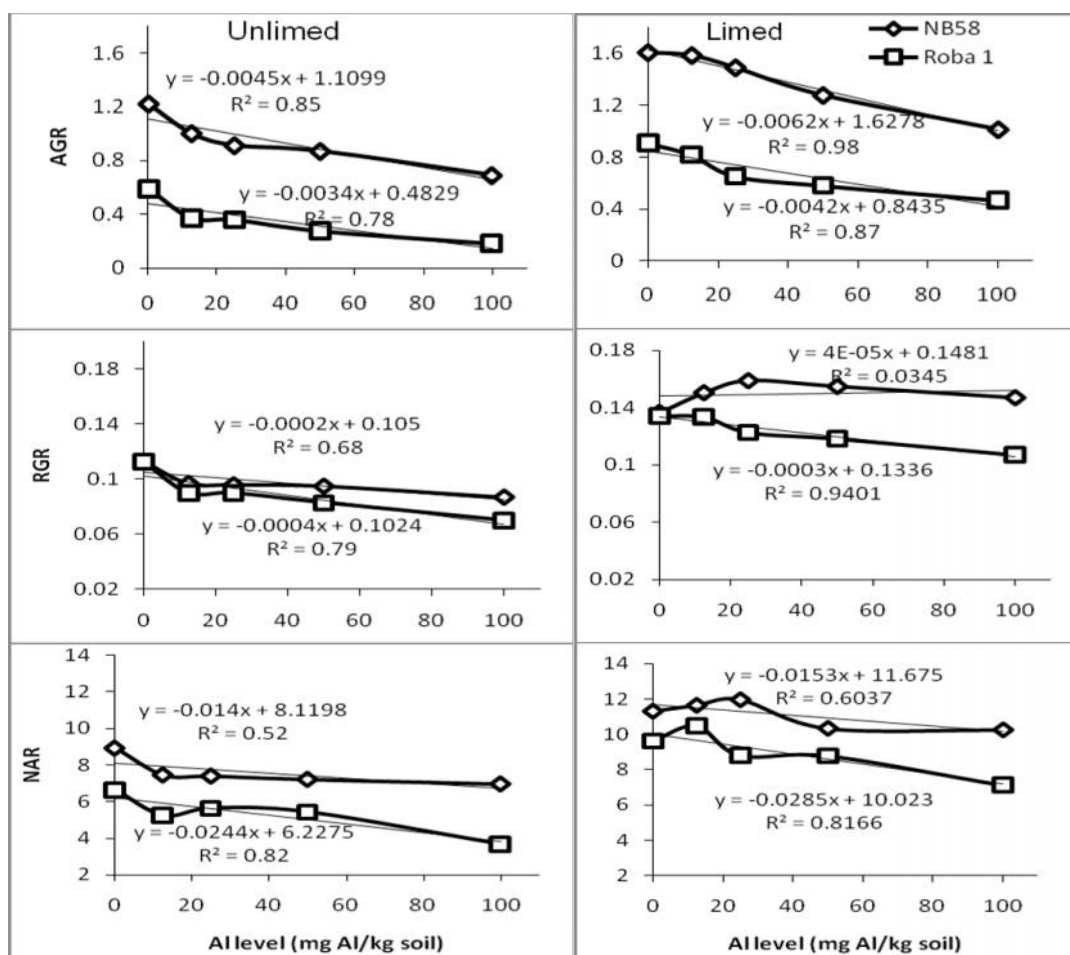 Unlimed
AGR
1.6
1.2
0.8
0.4
0
y = -0.0045x + 1.1099
R² = 0.85
y = -0.0034x + 0.4829
R² = 0.78
0 20 40 60 80 100
Limed
NB58
Roba 1
1.6
1.2
0.8
0.4
0
y = -0.0062x + 1.6278
R² = 0.98
y = -0.0042x + 0.8435
R² = 0.87
0 20 40 60 80 100
RGR
0.18
0.14
0.1
0.06
0.02
y = -0.0002x + 0.105
R² = 0.68
y = -0.0004x + 0.1024
R² = 0.79
0 20 40 60 80 100
0.18
0.14
0.1
0.06
0.02
y = 4E-05x + 0.1481
R² = 0.0345
y = -0.0003x + 0.1336
R² = 0.9401
0 20 40 60 80 100
NAR
14
12
10
8
6
4
2
y = -0.014x + 8.1198
R² = 0.52
y = -0.0244x + 6.2275
R² = 0.82
0 20 40 60 80 100
Al level (mg Al/kg soil)
14
12
10
8
6
4
2
y = -0.0153x + 11.675
R² = 0.6037
y = -0.0285x + 10.023
R² = 0.8166
0 20 40 60 80 100
Al level (mg Al/kg soil)